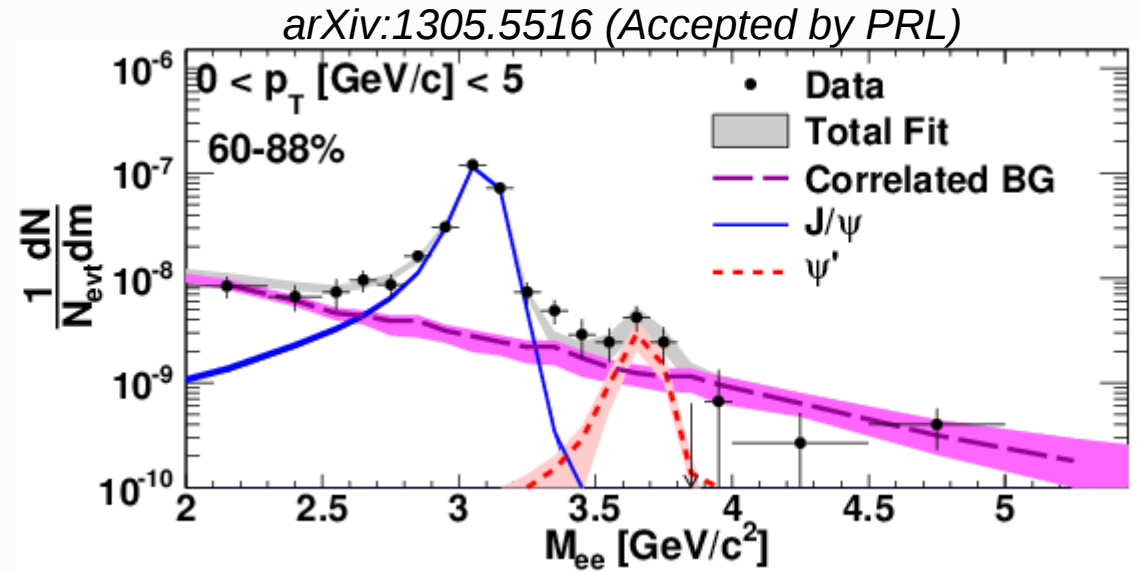 arXiv:1305.5516 (Accepted by PRL)
0 < p_T [GeV/c] < 5
60-88%
Data
Total Fit
Correlated BG
J/ψ
ψ'
10^-6
10^-7
10^-8
10^-9
10^-10
1/N_evt dN/dm
2 2.5 3 3.5 4 4.5 5
M_ee [GeV/c^2]